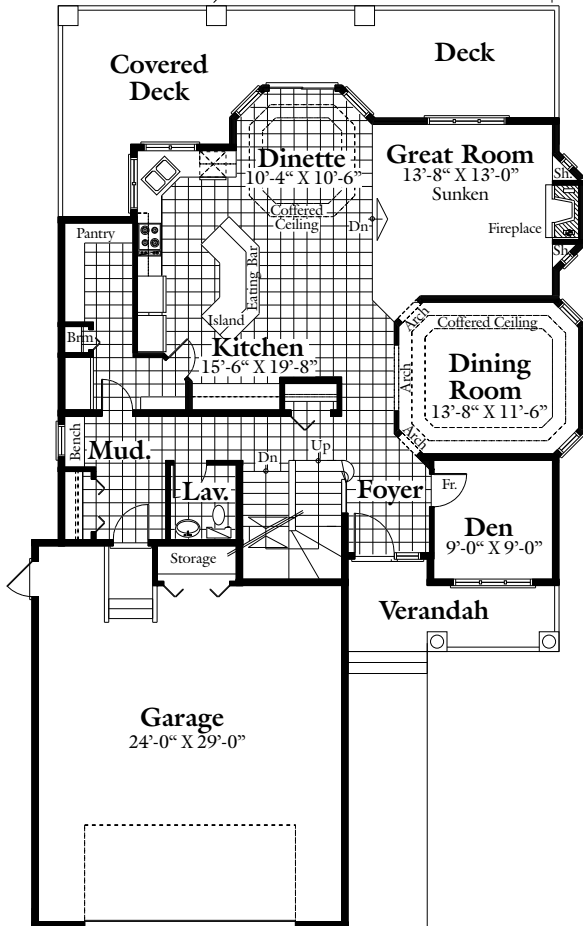 Covered
Deck
Deck
Dinette
10'-4“ X 10'-6”
Coffered
Ceiling
Great Room
13'-8“ X 13'-0”
Sunken
Sh.
Fireplace
Sh.
Dn
Pantry
Eating Bar
Island
Brm
Kitchen
15'-6“ X 19'-8”
Arch
Coffered Ceiling
Arch
Dining
Room
13'-8“ X 11'-6”
Arch
Bench
Mud.
Dn
Up
Lav.
Foyer
Fr.
Den
9'-0“ X 9'-0”
Storage
Verandah
Garage
24'-0“ X 29'-0”